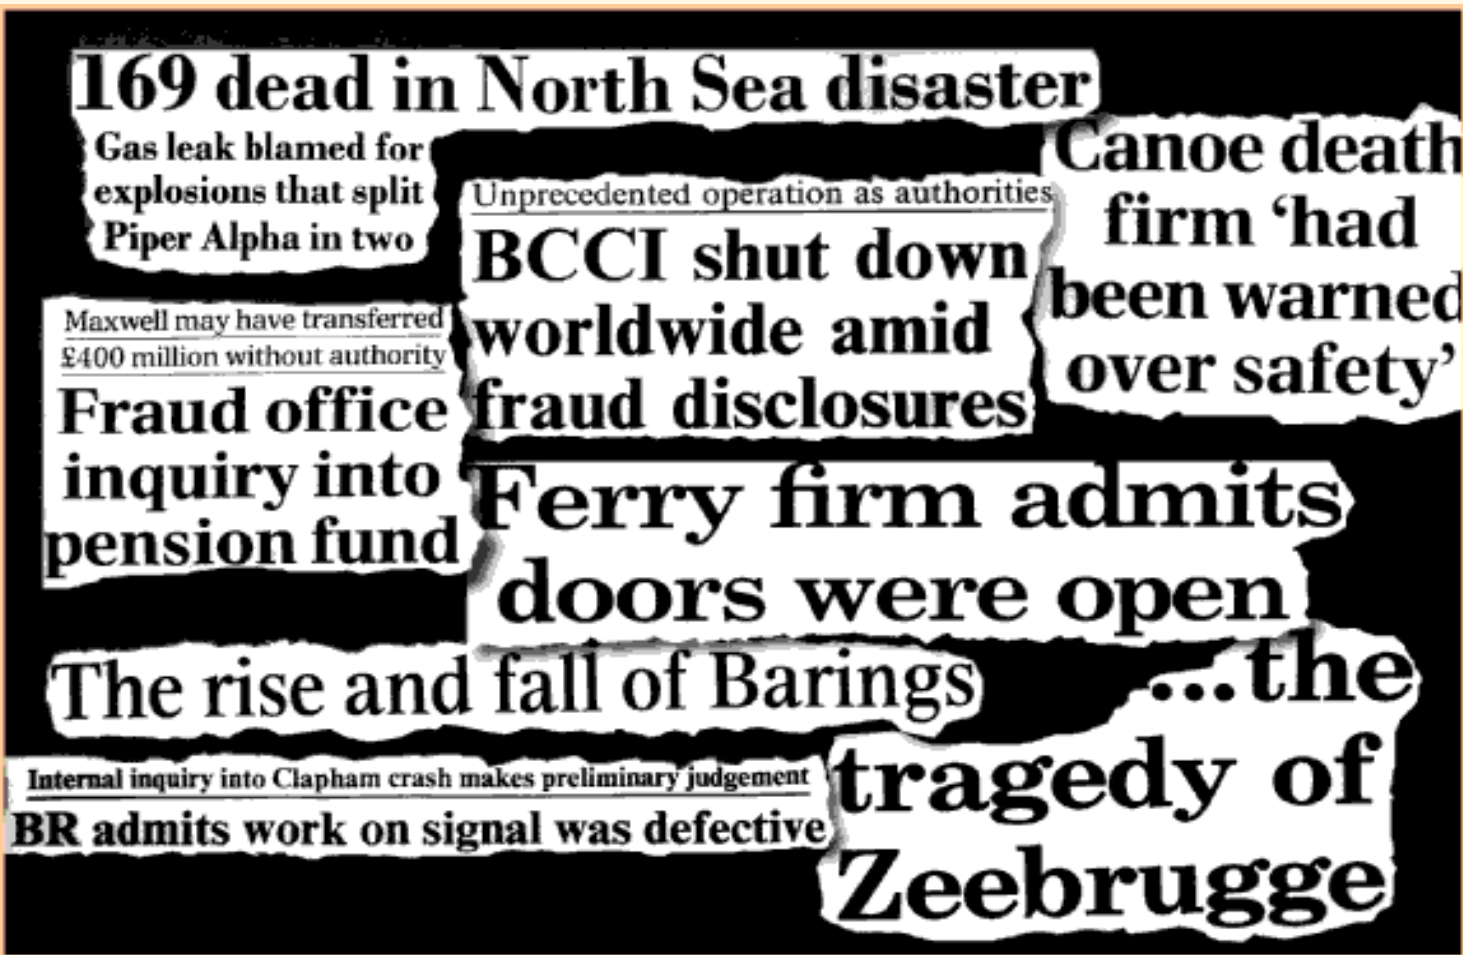 169 dead in North Sea disaster
Gas leak blamed for
explosions that split
Piper Alpha in two
Unprecedented operation as authorities
BCCI shut down
worldwide amid
fraud disclosures
Canoe death
firm ‘had
been warned
over safety’
Maxwell may have transferred
£400 million without authority
Fraud office
inquiry into
pension fund
Ferry firm admits
doors were open
The rise and fall of Barings
...the
tragedy of
Zeebrugge
Internal inquiry into Clapham crash makes preliminary judgement
BR admits work on signal was defective